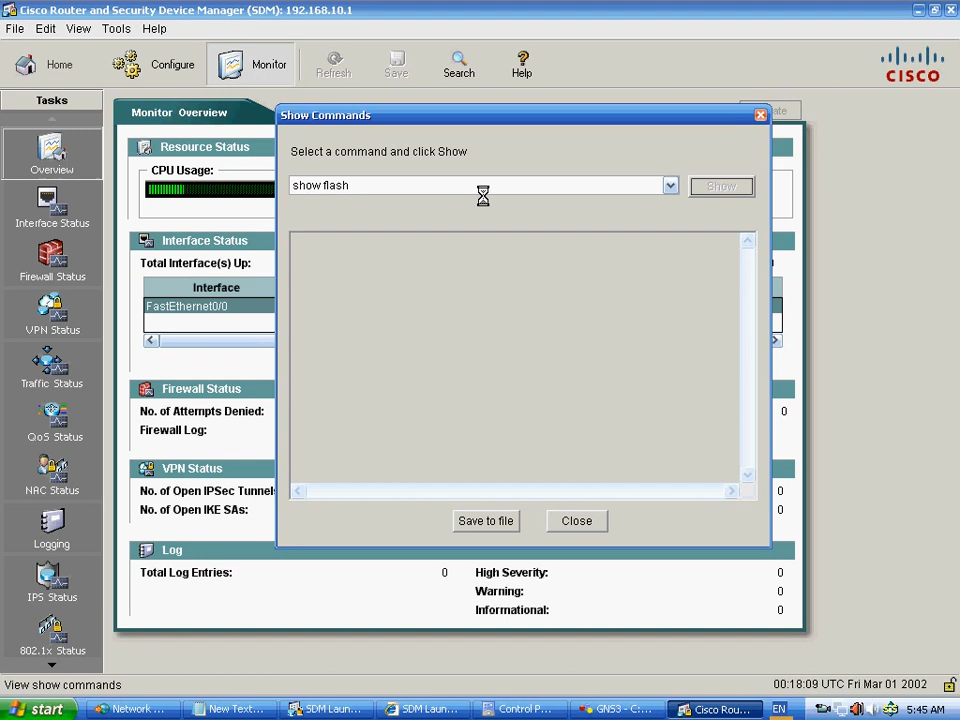 Cisco Router and Security Device Manager (SDM): 192.168.10.1
File Edit View Tools Help
Home Configure Monitor Refresh Save Search Help
CISCO
Tasks
Overview
Interface Status
Firewall Status
VPN Status
Traffic Status
QoS Status
NAC Status
Logging
IPS Status
802.1x Status
Monitor Overview
Resource Status
CPU Usage:
Interface Status
Total Interface(s) Up:
Interface
FastEthernet0/0
Firewall Status
No. of Attempts Denied: 0
Firewall Log:
VPN Status
No. of Open IPSec Tunnels 0
No. of Open IKE SAs: 0
Log
Total Log Entries: 0 High Severity: 0
Warning: 0
Informational: 0
Show Commands
Select a command and click Show
show flash Show
Save to file Close
View show commands 00:18:09 UTC Fri Mar 01 2002
start Network ... New Text... SDM Laun... SDM Laun... Control P... GNS3 - C:... Cisco Rou... EN 5:45 AM